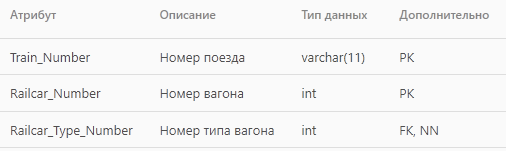 Атрибут Описание Тип данных Дополнительно
Train_Number Номер поезда varchar(11) PK
Railcar_Number Номер вагона int PK
Railcar_Type_Number Номер типа вагона int FK, NN